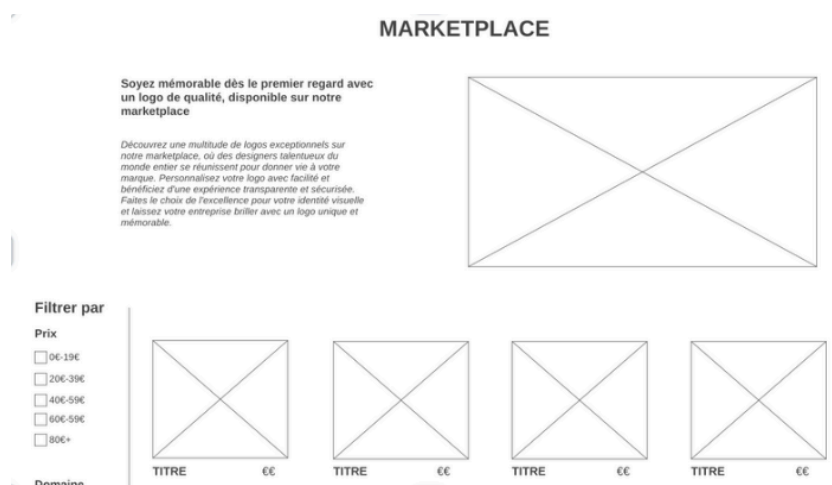 MARKETPLACE
Soyez mémorable dès le premier regard avec
un logo de qualité, disponible sur notre
marketplace
Découvrez une multitude de logos exceptionnels sur
notre marketplace, où des designers talentueux du
monde entier se réunissent pour donner vie à votre
marque. Personnalisez votre logo avec facilité et
bénéficiez d'une expérience transparente et sécurisée.
Faites le choix de l'excellence pour votre identité visuelle
et laissez votre entreprise briller avec un logo unique et
mémorable.
Filtrer par
Prix
0€-19€
20€-39€
40€-59€
60€-59€
80€+
TITRE €€ TITRE €€ TITRE €€ TITRE €€
Domaine